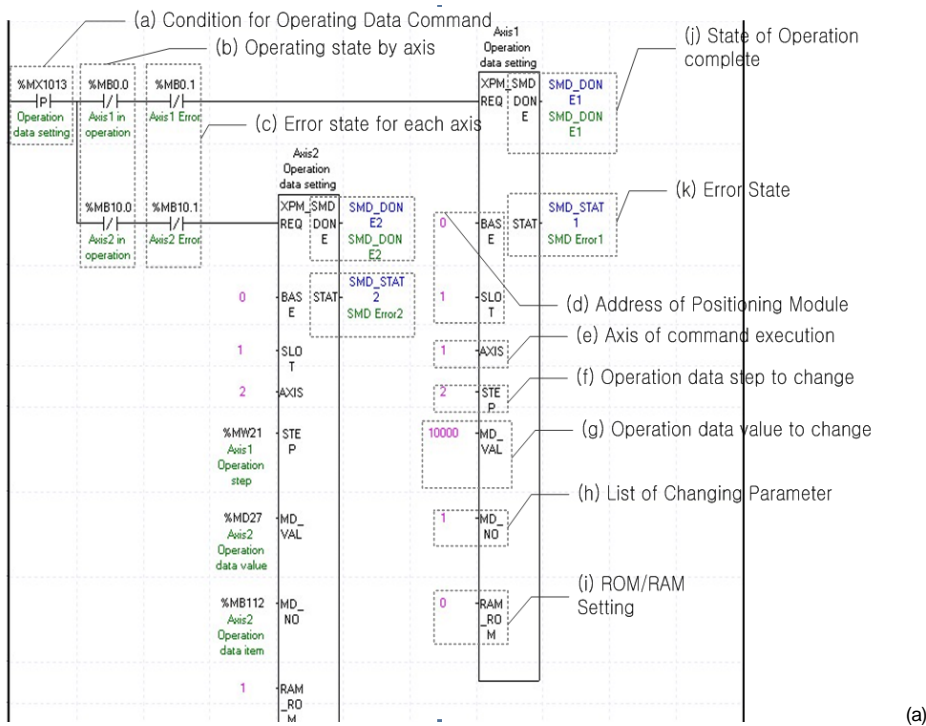 (a) Condition for Operating Data Command
(b) Operating state by axis
Axis1
Operation
data setting
(j) State of Operation
complete
%MX1013
P
Operation
data setting
%MB0.0
Axis1 in
operation
%MB0.1
Axis1 Error
(c) Error state for each axis
XPM_SMD
REQ DON
E
SMD_DON
E1
SMD_DON
E1
Axis2
Operation
data setting
%MB10.0
Axis2 in
operation
%MB10.1
Axis2 Error
XPM_SMD
REQ DON
E
SMD_DON
E2
SMD_DON
E2
0
BAS
E
STAT
SMD_STAT
1
SMD Error1
(k) Error State
0
BAS
E
STAT
SMD_STAT
2
SMD Error2
1
SLO
T
(d) Address of Positioning Module
1
SLO
T
1
AXIS
(e) Axis of command execution
2
AXIS
2
STE
P
(f) Operation data step to change
%MW21
Axis1
Operation
step
STE
P
10000
MD_
VAL
(g) Operation data value to change
%MD27
Axis2
Operation
data value
MD_
VAL
1
MD_
NO
(h) List of Changing Parameter
%MB112
Axis2
Operation
data item
MD_
NO
0
RAM
_RO
M
(i) ROM/RAM
Setting
1
RAM
_RO
M
(a)